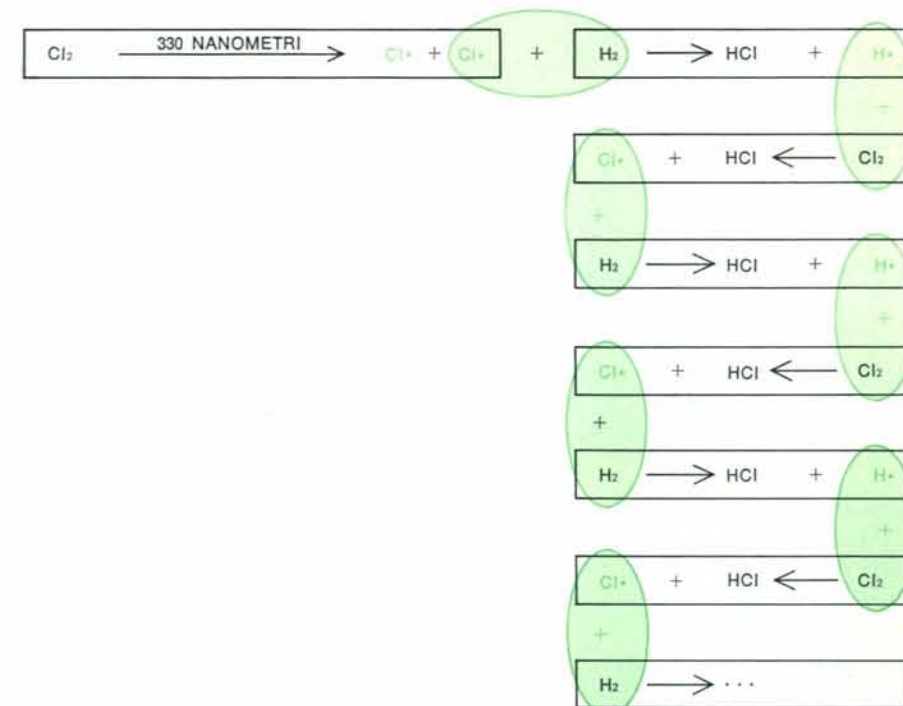 330 NANOMETRI
Cl₂ ⟶ Cl• + Cl• + H₂ ⟶ HCl + H•
+
Cl• + HCl ⟵ Cl₂
+
H₂ ⟶ HCl + H•
+
Cl• + HCl ⟵ Cl₂
+
H₂ ⟶ HCl + H•
+
Cl• + HCl ⟵ Cl₂
+
H₂ ⟶ ···